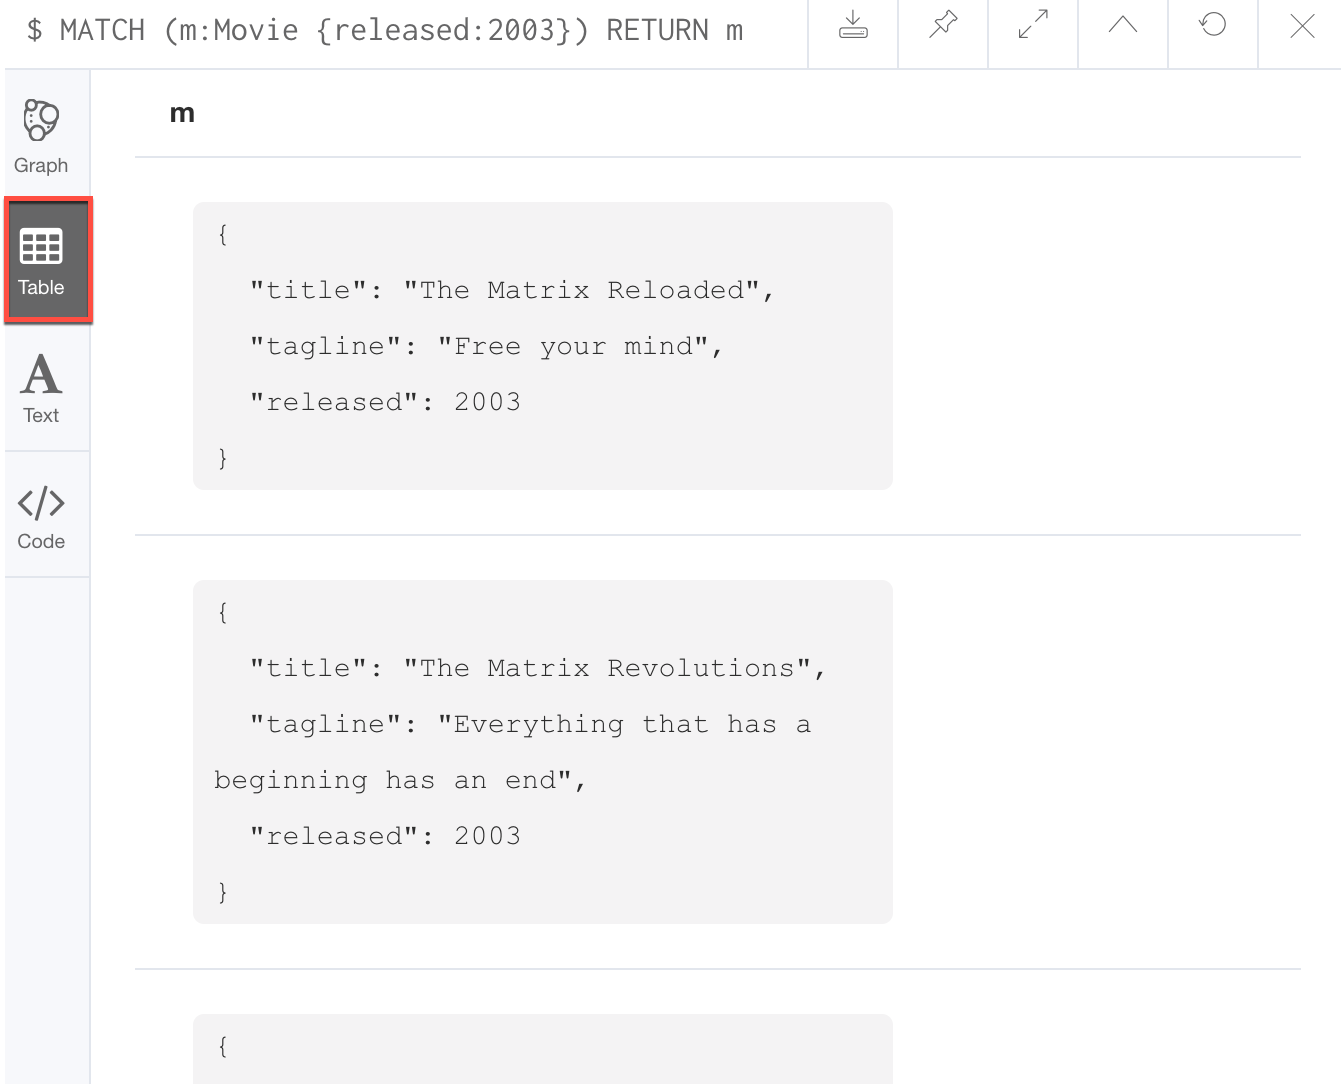 $ MATCH (m:Movie {released:2003}) RETURN m
Graph
Table
Text
Code
m
{
"title": "The Matrix Reloaded",
"tagline": "Free your mind",
"released": 2003
}
{
"title": "The Matrix Revolutions",
"tagline": "Everything that has a
beginning has an end",
"released": 2003
}
{